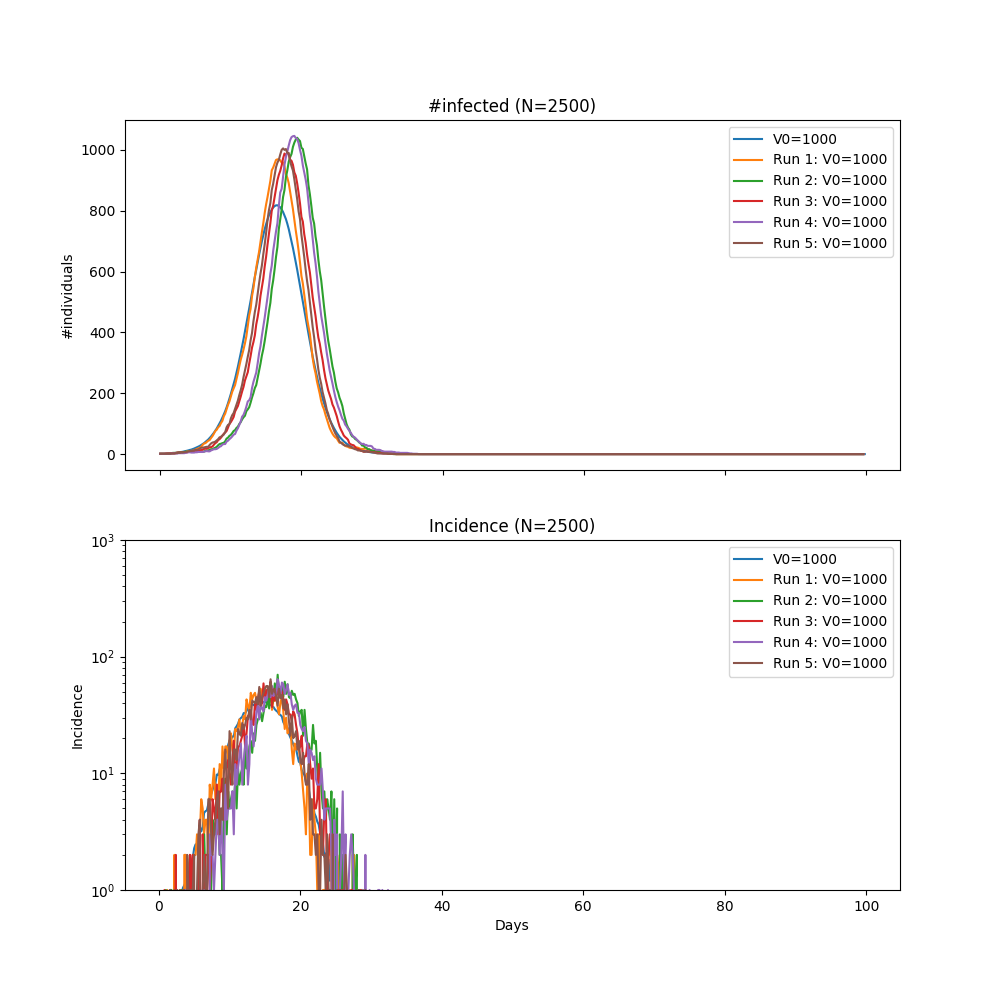 #infected (N=2500)
1000
800
600
400
200
0
#individuals
V0=1000
Run 1: V0=1000
Run 2: V0=1000
Run 3: V0=1000
Run 4: V0=1000
Run 5: V0=1000
Incidence (N=2500)
10³
10²
10¹
10⁰
Incidence
V0=1000
Run 1: V0=1000
Run 2: V0=1000
Run 3: V0=1000
Run 4: V0=1000
Run 5: V0=1000
0 20 40 60 80 100
Days